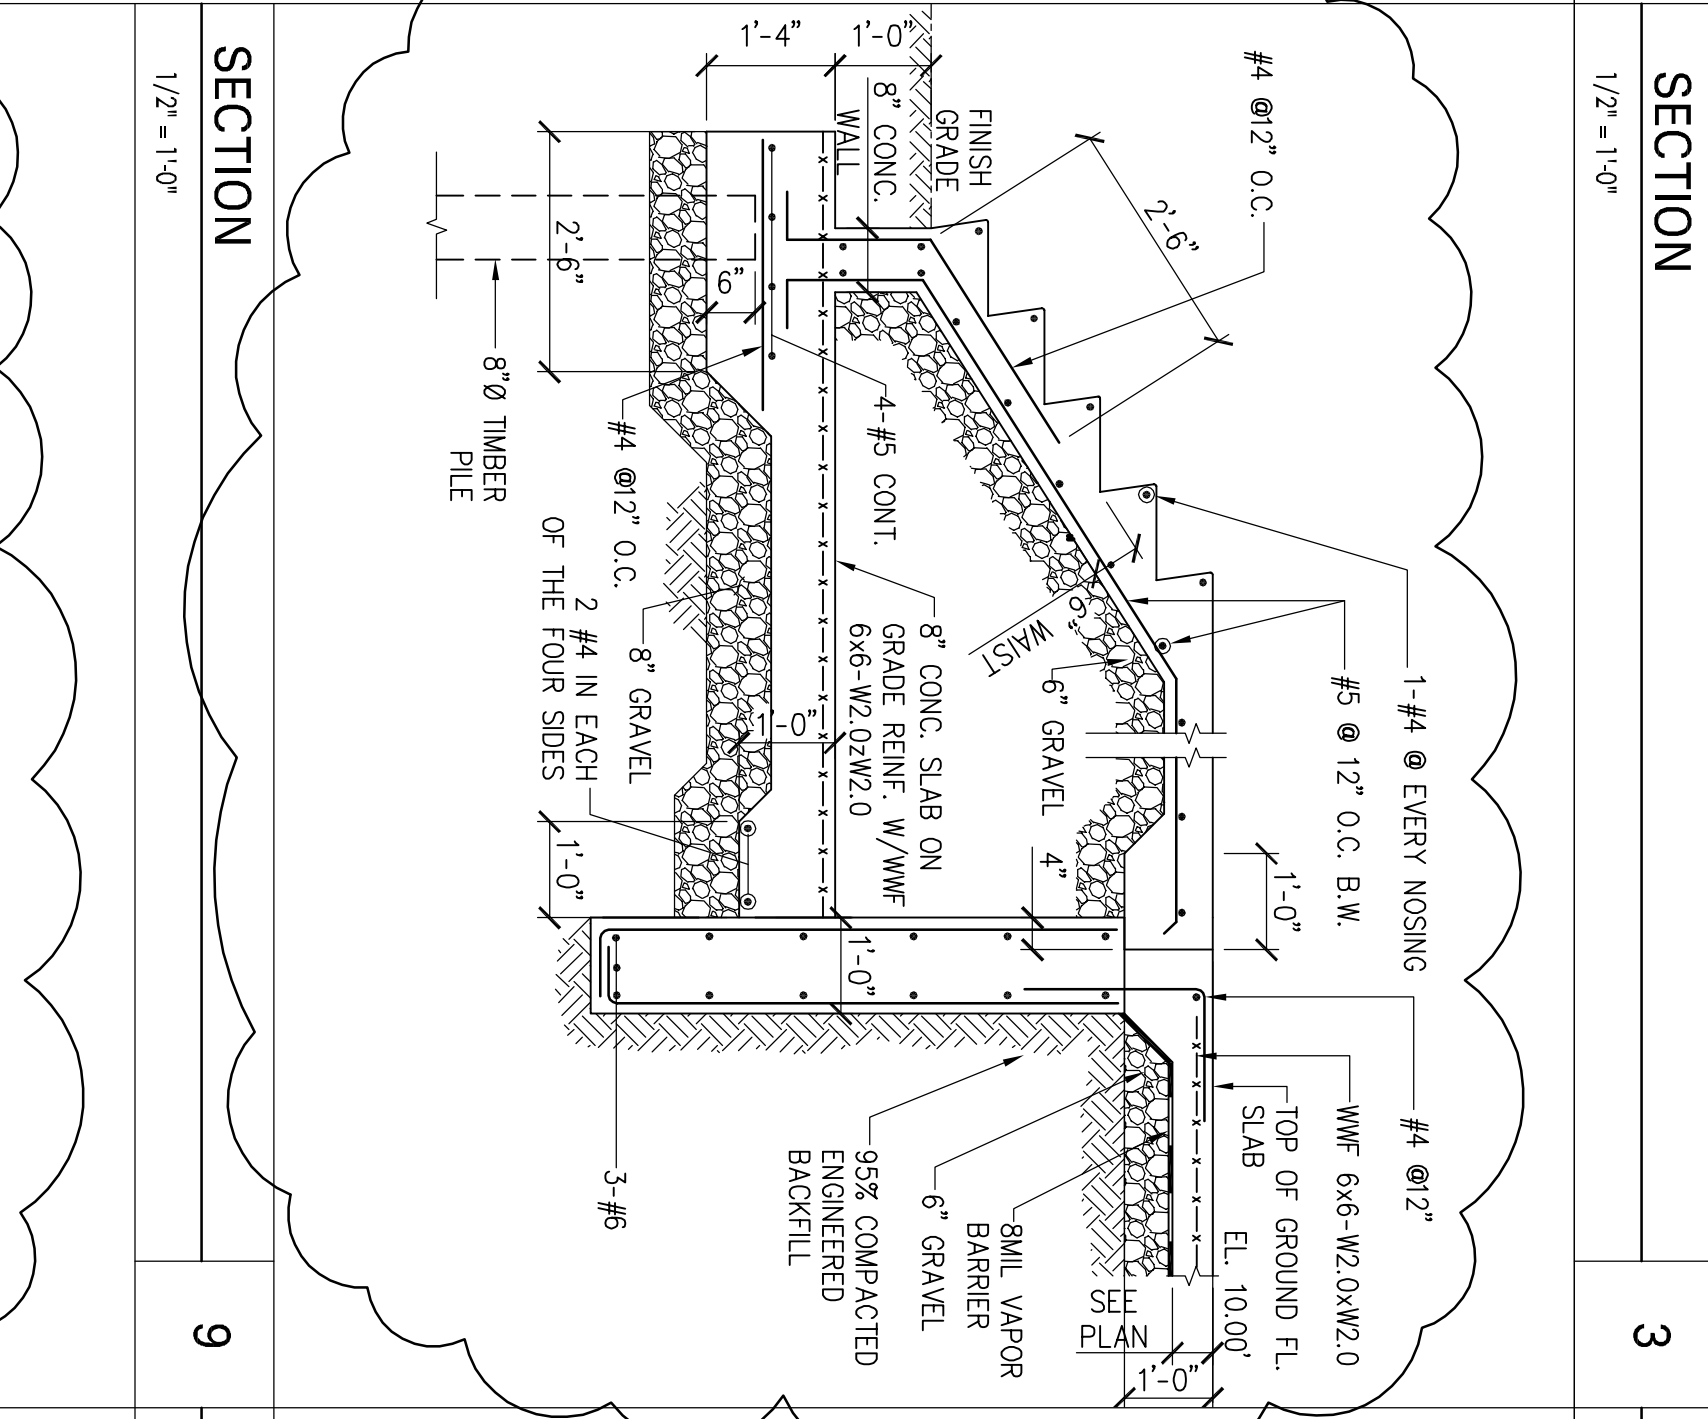 SECTION
1/2" = 1'-0"
3
#4 @12" O.C.
1-#4 @ EVERY NOSING
#5 @ 12" O.C. B.W.
#4 @12"
WWF 6x6-W2.0xW2.0
TOP OF GROUND FL.
SLAB
EL. 10.00'
2'-6"
1'-0"
FINISH
GRADE
8" CONC.
WALL
1'-0"
1'-4"
6"
WAIST
6" GRAVEL
4"
8MIL VAPOR
BARRIER
6" GRAVEL
SEE
PLAN
1'-0"
8" CONC. SLAB ON
GRADE REINF. W/WWF
6x6-W2.0zW2.0
4-#5 CONT.
1'-0"
95% COMPACTED
ENGINEERED
BACKFILL
1'-0"
6"
2'-6"
8"Ø TIMBER
PILE
#4 @12" O.C.
8" GRAVEL
2 #4 IN EACH
OF THE FOUR SIDES
1'-0"
3-#6
SECTION
1/2" = 1'-0"
9